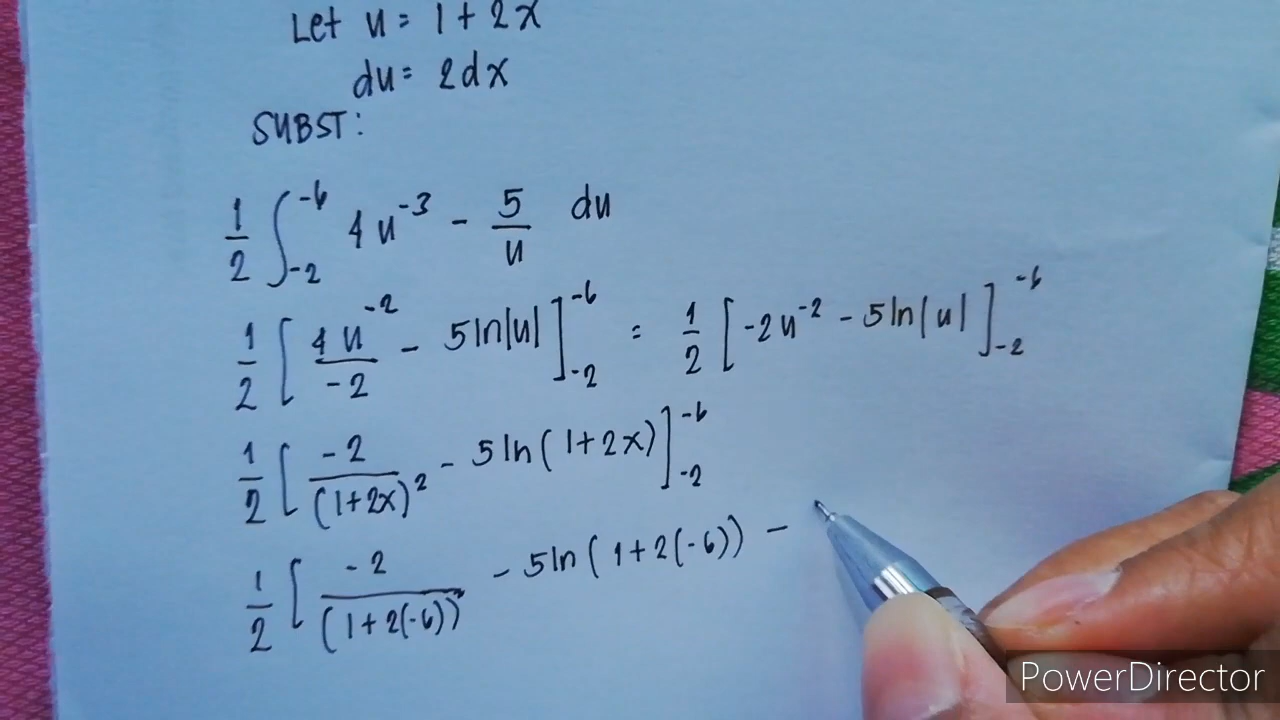 Let u = 1 + 2x
du = 2dx
SUBST:
1/2 ∫_{-2}^{-6} 4u^{-3} - 5/u du
1/2 [ 4u^{-2}/-2 - 5ln|u| ]_{-2}^{-6} = 1/2 [ -2u^{-2} - 5ln|u| ]_{-2}^{-6}
1/2 [ -2/(1+2x)^2 - 5ln(1+2x) ]_{-2}^{-6}
1/2 [ -2/(1+2(-6)) - 5ln(1+2(-6)) -
PowerDirector